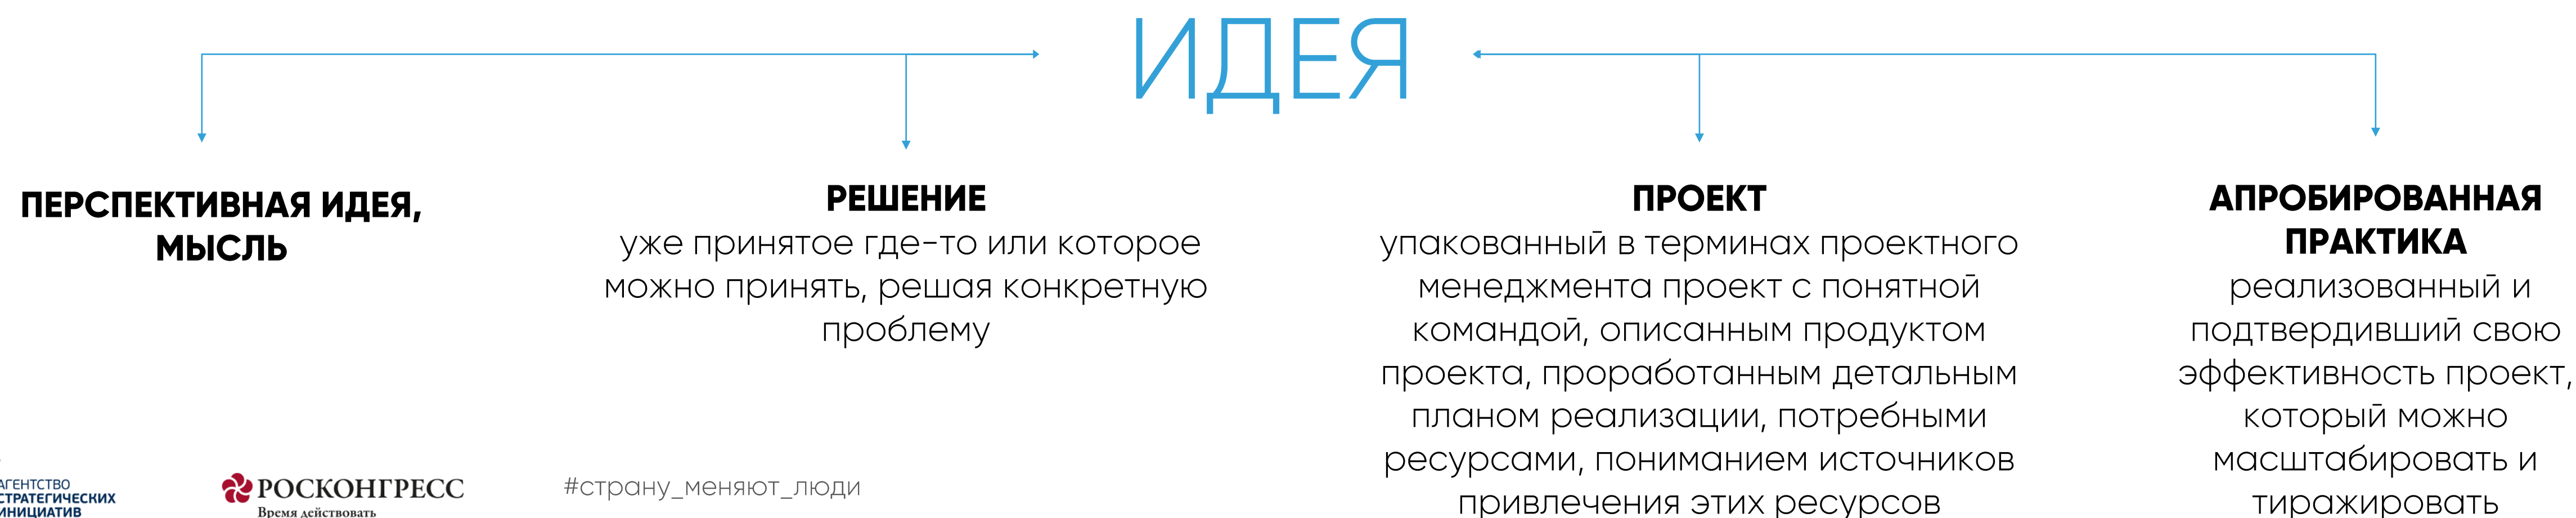 ИДЕЯ
ПЕРСПЕКТИВНАЯ ИДЕЯ,
МЫСЛЬ
РЕШЕНИЕ
уже принятое где-то или которое
можно принять, решая конкретную
проблему
ПРОЕКТ
упакованный в терминах проектного
менеджмента проект с понятной
командой, описанным продуктом
проекта, проработанным детальным
планом реализации, потребными
ресурсами, пониманием источников
привлечения этих ресурсов
АПРОБИРОВАННАЯ
ПРАКТИКА
реализованный и
подтвердивший свою
эффективность проект,
который можно
масштабировать и
тиражировать
АГЕНТСТВО
СТРАТЕГИЧЕСКИХ
ИНИЦИАТИВ
РОСКОНГРЕСС
Время действовать
#страну_меняют_люди